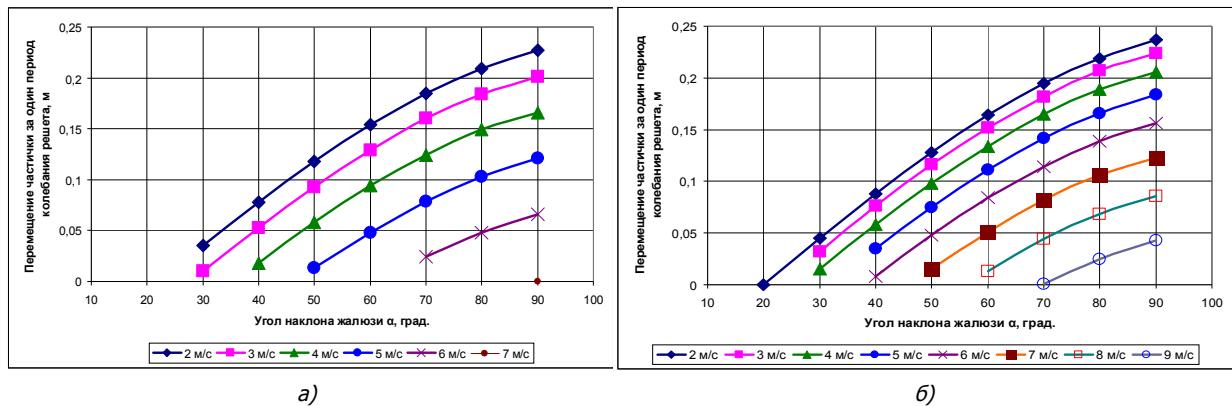 0,25
0,2
0,15
0,1
0,05
0
Перемещение частички за один период
колебания решета, м
10 20 30 40 50 60 70 80 90 100
Угол наклона жалюзи α, град.
2 м/с 3 м/с 4 м/с 5 м/с 6 м/с 7 м/с
а)
0,25
0,2
0,15
0,1
0,05
0
Перемещение частички за один период
колебания решета, м
10 20 30 40 50 60 70 80 90 100
Угол наклона жалюзи α, град.
2 м/с 3 м/с 4 м/с 5 м/с 6 м/с 7 м/с 8 м/с 9 м/с
б)